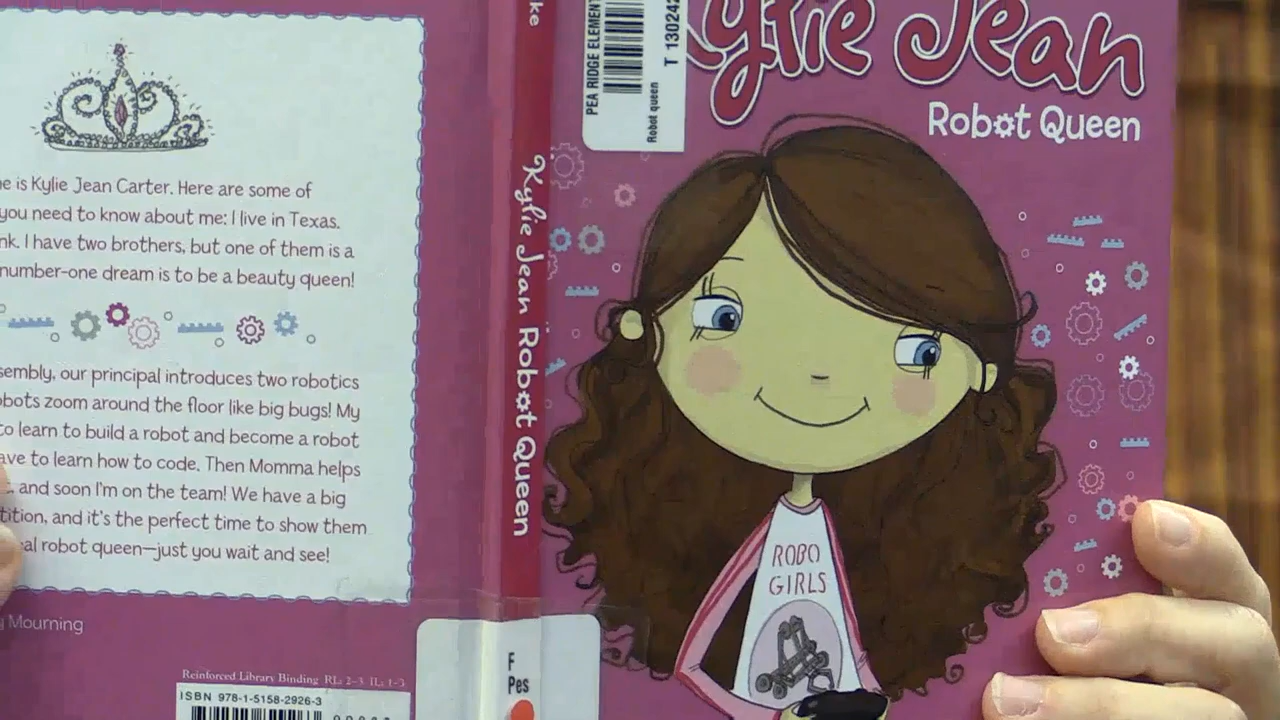 e is Kylie Jean Carter. Here are some of
you need to know about me: I live in Texas.
nk. I have two brothers, but one of them is a
number-one dream is to be a beauty queen!
sembly, our principal introduces two robotics
obots zoom around the floor like big bugs! My
to learn to build a robot and become a robot
ave to learn how to code. Then Momma helps
. and soon I'm on the team! We have a big
tition, and it's the perfect time to show them
al robot queen—just you wait and see!
y Mourning
Reinforced Library Binding RL: 2-3 IL: 1-3
ISBN 978-1-5158-2926-3
ke
Kylie Jean Robot Queen
F
Pes
PEA RIDGE ELEMENT
T 130242
Robot queen
Kylie Jean
Robot Queen
ROBO
GIRLS